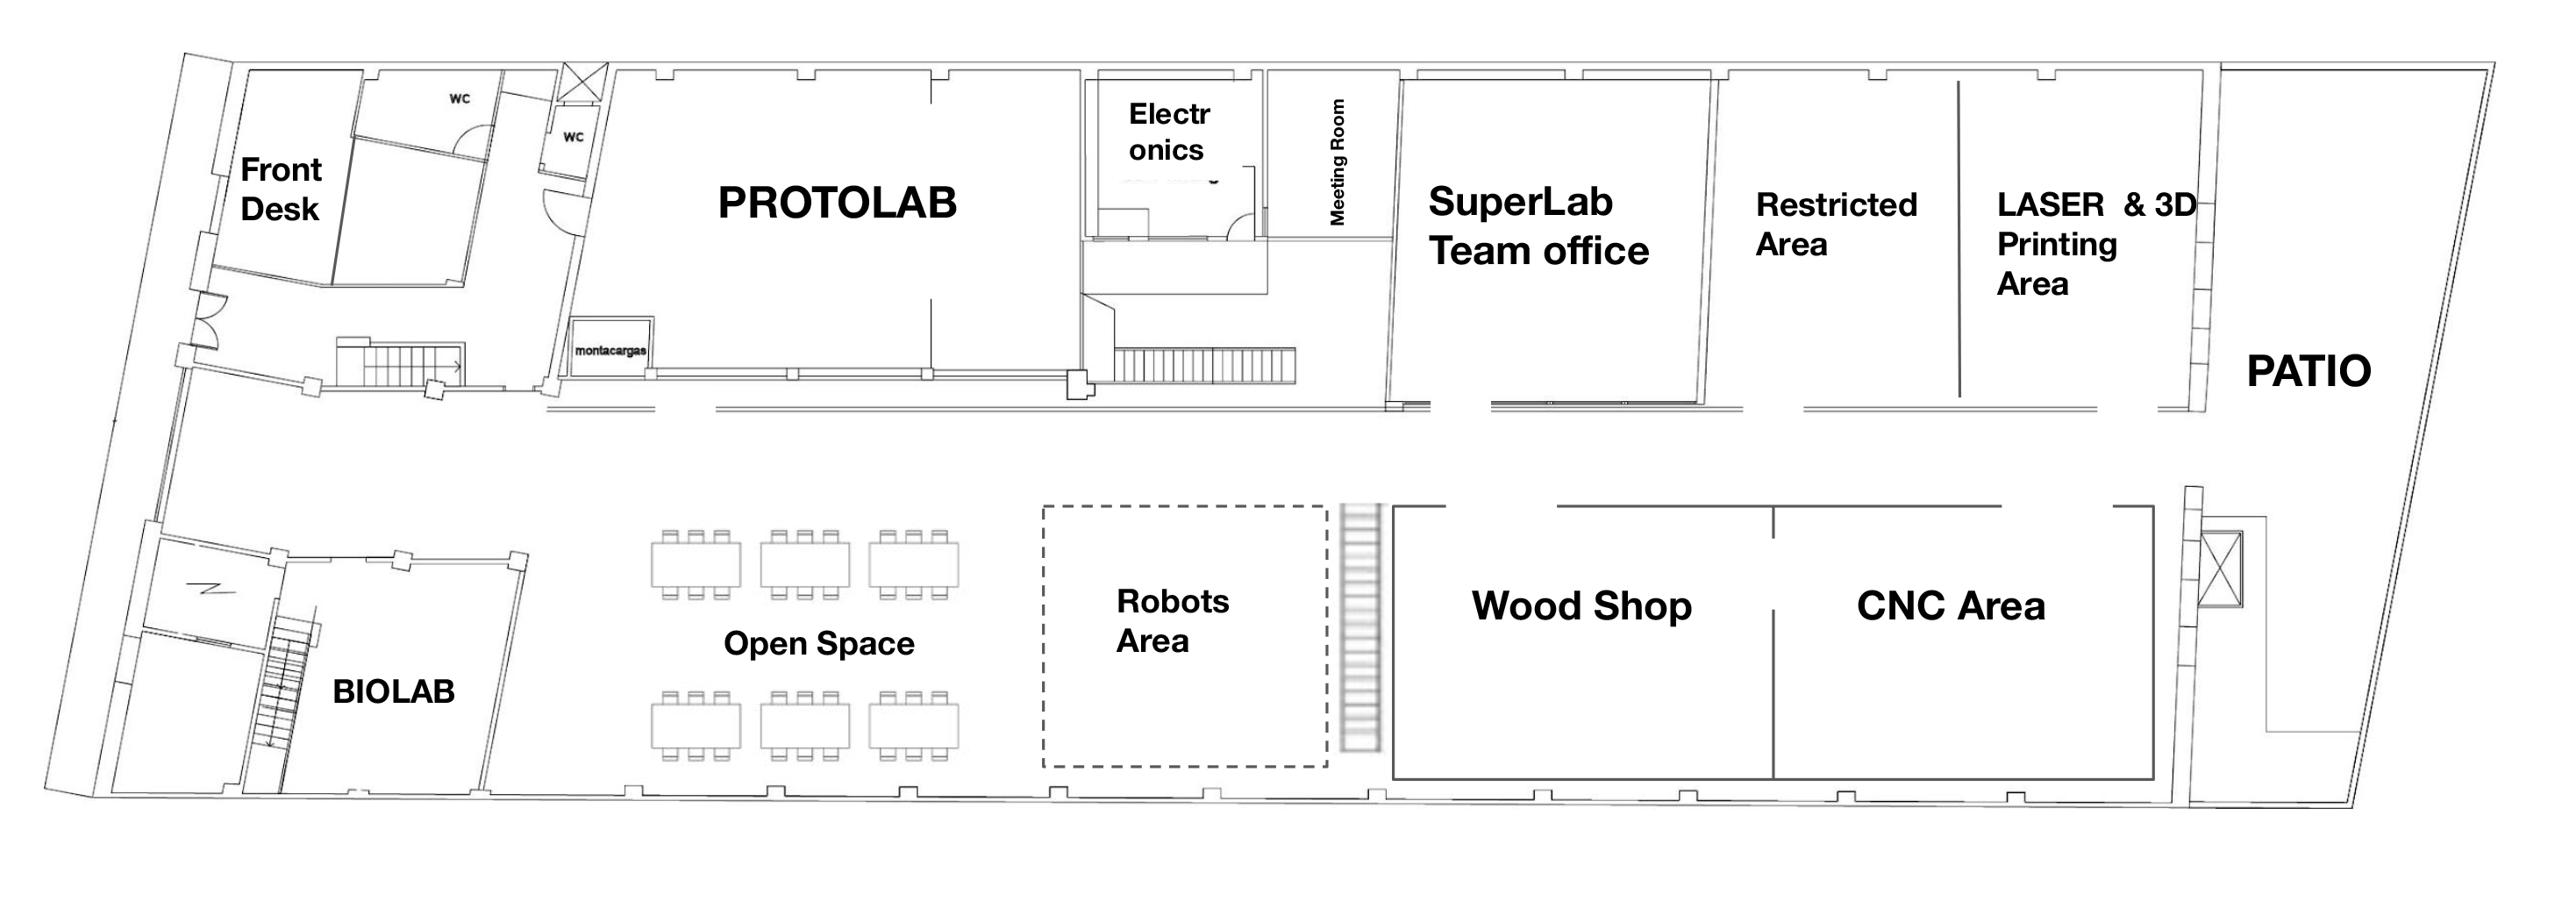 WC
WC
Front
Desk
PROTOLAB
montacargas
Electr
onics
Meeting Room
SuperLab
Team office
Restricted
Area
LASER & 3D
Printing
Area
PATIO
BIOLAB
Open Space
Robots
Area
Wood Shop
CNC Area